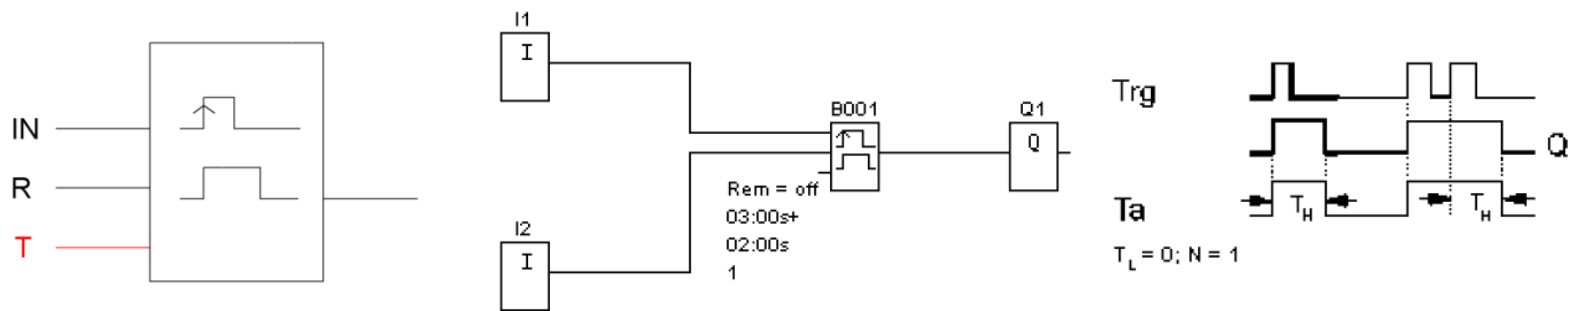 IN
R
T
I1
I
I2
I
B001
Rem = off
03:00s+
02:00s
1
Q1
Q
Trg
Q
Ta
TH
TH
TL = 0; N = 1